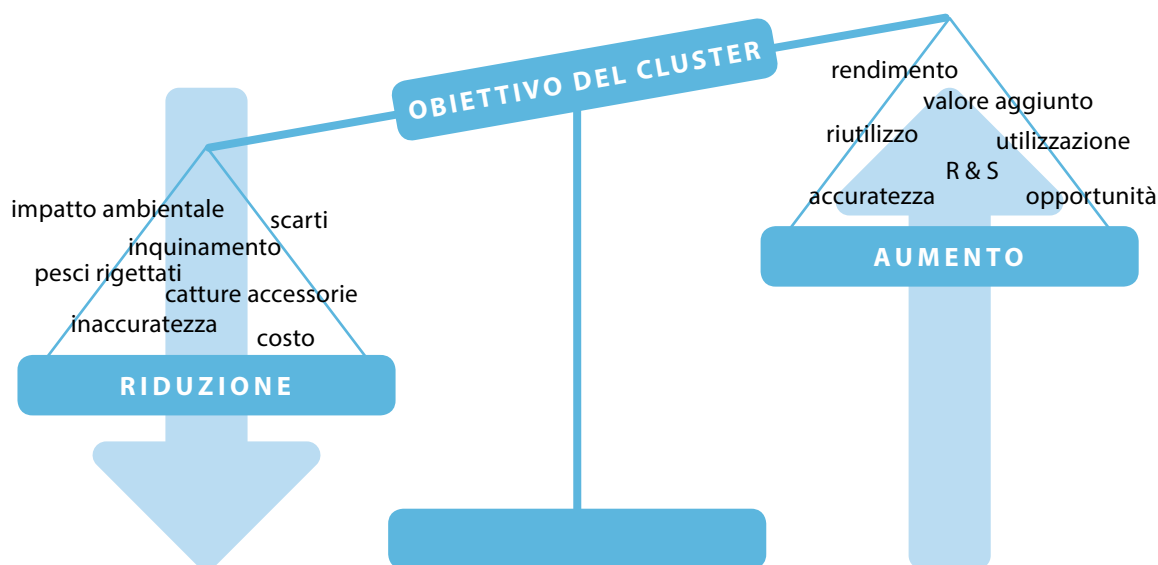 OBIETTIVO DEL CLUSTER
impatto ambientale
scarti
inquinamento
pesci rigettati
catture accessorie
inaccuratezza
costo
RIDUZIONE
rendimento
valore aggiunto
riutilizzo
utilizzazione
R & S
accuratezza
opportunità
AUMENTO